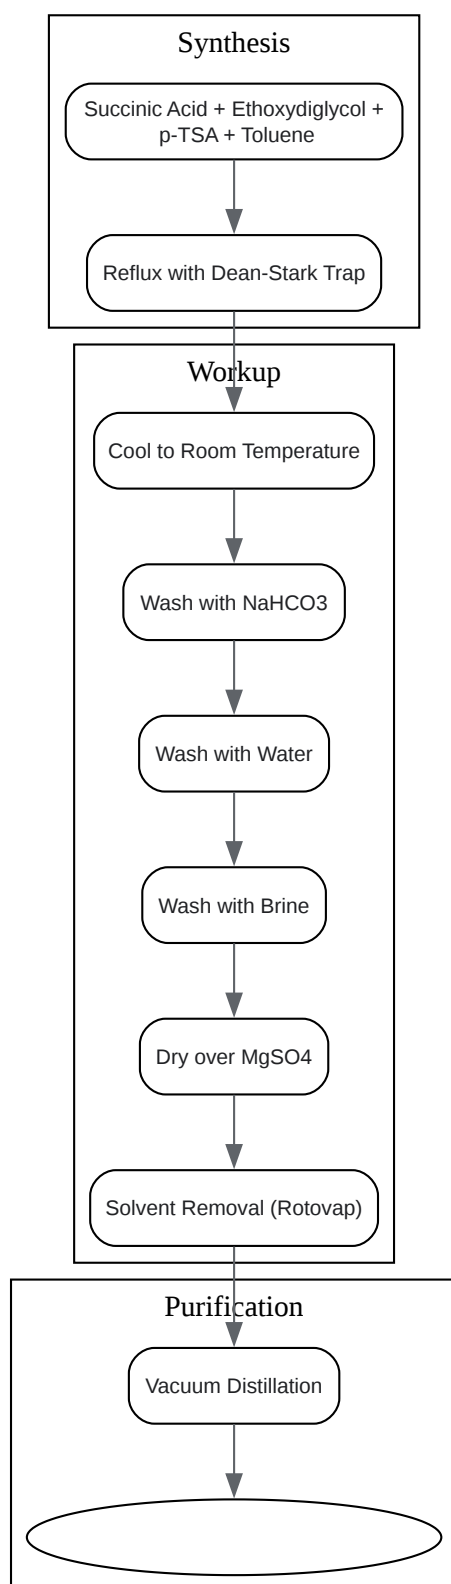 Synthesis
Succinic Acid + Ethoxydiglycol +
p-TSA + Toluene
Reflux with Dean-Stark Trap
Workup
Cool to Room Temperature
Wash with NaHCO3
Wash with Water
Wash with Brine
Dry over MgSO4
Solvent Removal (Rotovap)
Purification
Vacuum Distillation